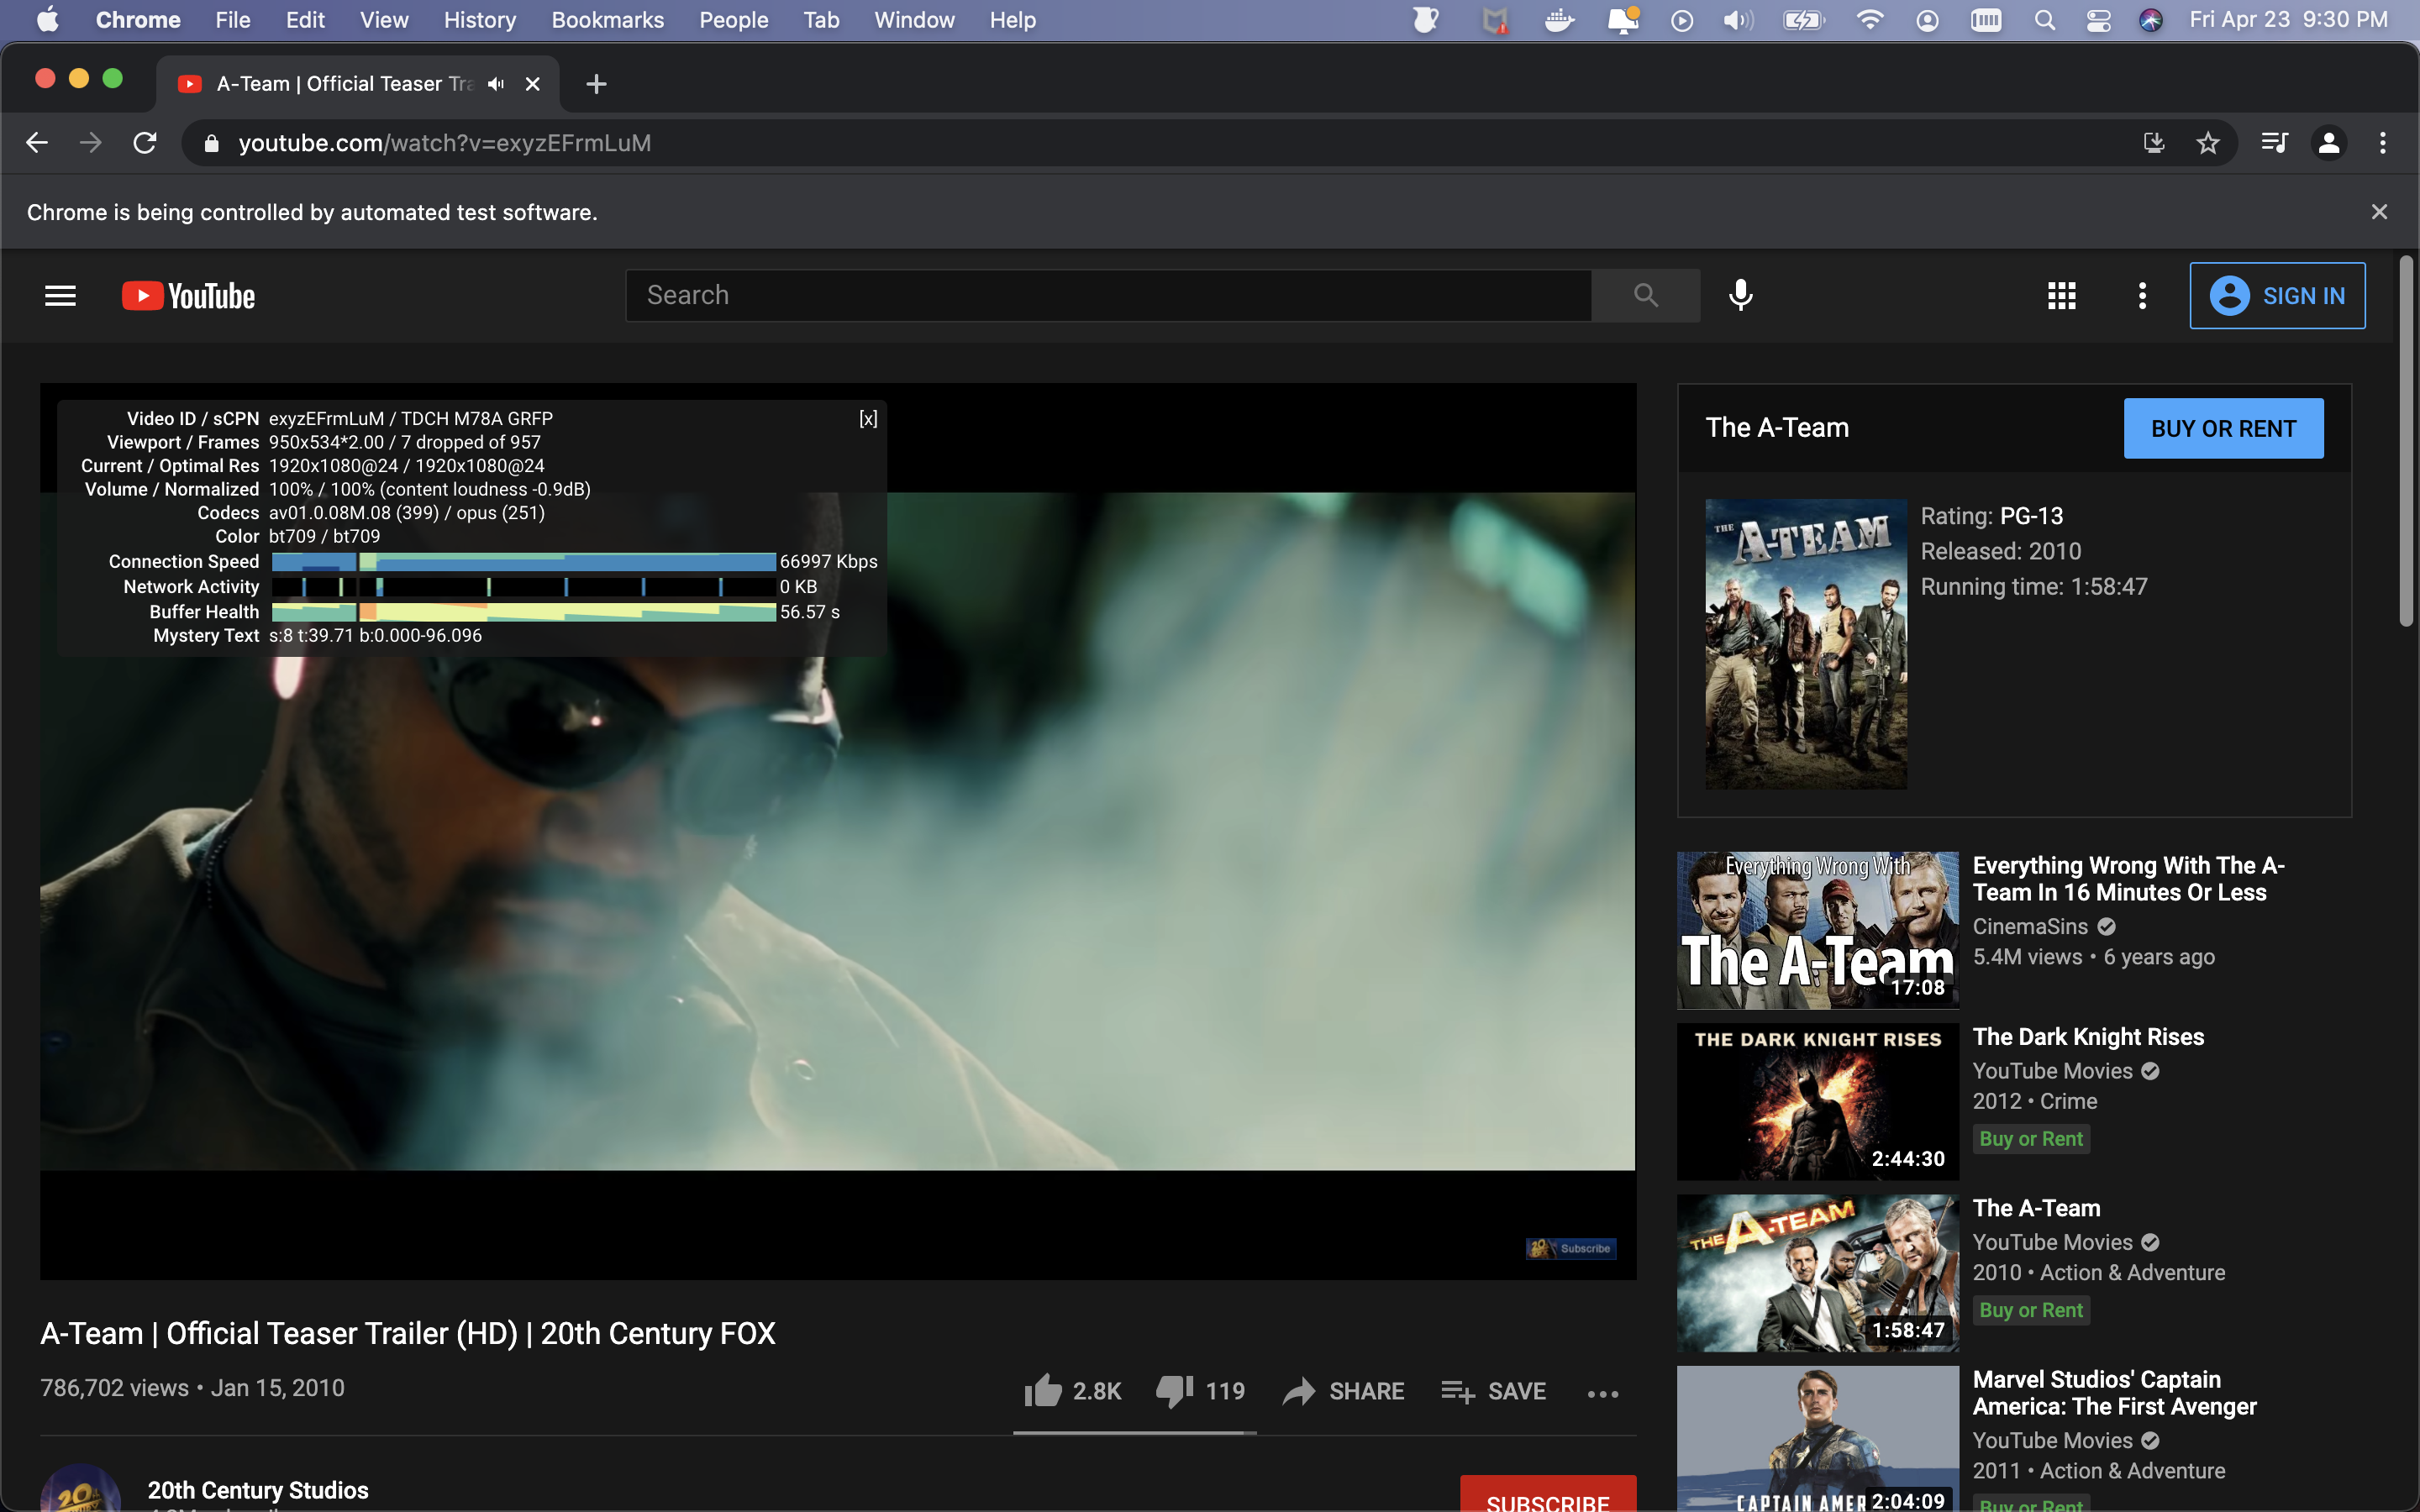 Chrome File Edit View History Bookmarks People Tab Window Help Fri Apr 23 9:30 PM
A-Team | Official Teaser Tra
youtube.com/watch?v=exyzEFrmLuM
Chrome is being controlled by automated test software.
YouTube
Search
SIGN IN
Video ID / sCPN exyzEFrmLuM / TDCH M78A GRFP [x]
Viewport / Frames 950x534*2.00 / 7 dropped of 957
Current / Optimal Res 1920x1080@24 / 1920x1080@24
Volume / Normalized 100% / 100% (content loudness -0.9dB)
Codecs av01.0.08M.08 (399) / opus (251)
Color bt709 / bt709
Connection Speed 66997 Kbps
Network Activity 0 KB
Buffer Health 56.57 s
Mystery Text s:8 t:39.71 b:0.000-96.096
Subscribe
A-Team | Official Teaser Trailer (HD) | 20th Century FOX
786,702 views • Jan 15, 2010
2.8K 119 SHARE SAVE
20th Century Studios
SUBSCRIBE
The A-Team
BUY OR RENT
THE A-TEAM
Rating: PG-13
Released: 2010
Running time: 1:58:47
Everything Wrong With
The A-Team
17:08
Everything Wrong With The A-
Team In 16 Minutes Or Less
CinemaSins
5.4M views • 6 years ago
THE DARK KNIGHT RISES
2:44:30
The Dark Knight Rises
YouTube Movies
2012 • Crime
Buy or Rent
THE A-TEAM
1:58:47
The A-Team
YouTube Movies
2010 • Action & Adventure
Buy or Rent
CAPTAIN AMER
2:04:09
Marvel Studios' Captain
America: The First Avenger
YouTube Movies
2011 • Action & Adventure
Buy or Rent